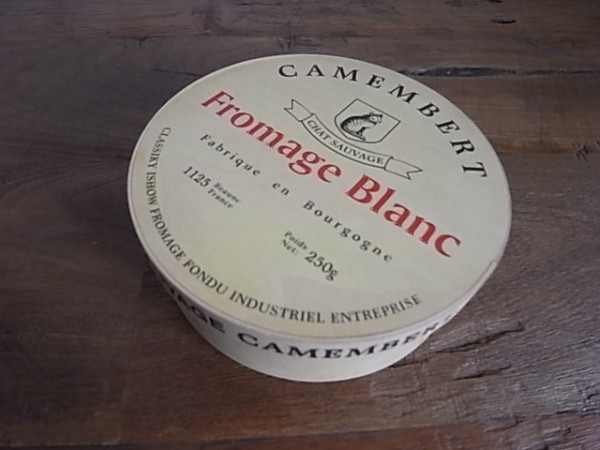 CAMEMBERT
CHAT SAUVAGE
Fromage Blanc
Fabrique en Bourgogne
1125 Beaune France
Poids Net: 250g
CLASSIKY ISHOW FROMAGE FONDU INDUSTRIEL ENTREPRISE
CAMEMBER